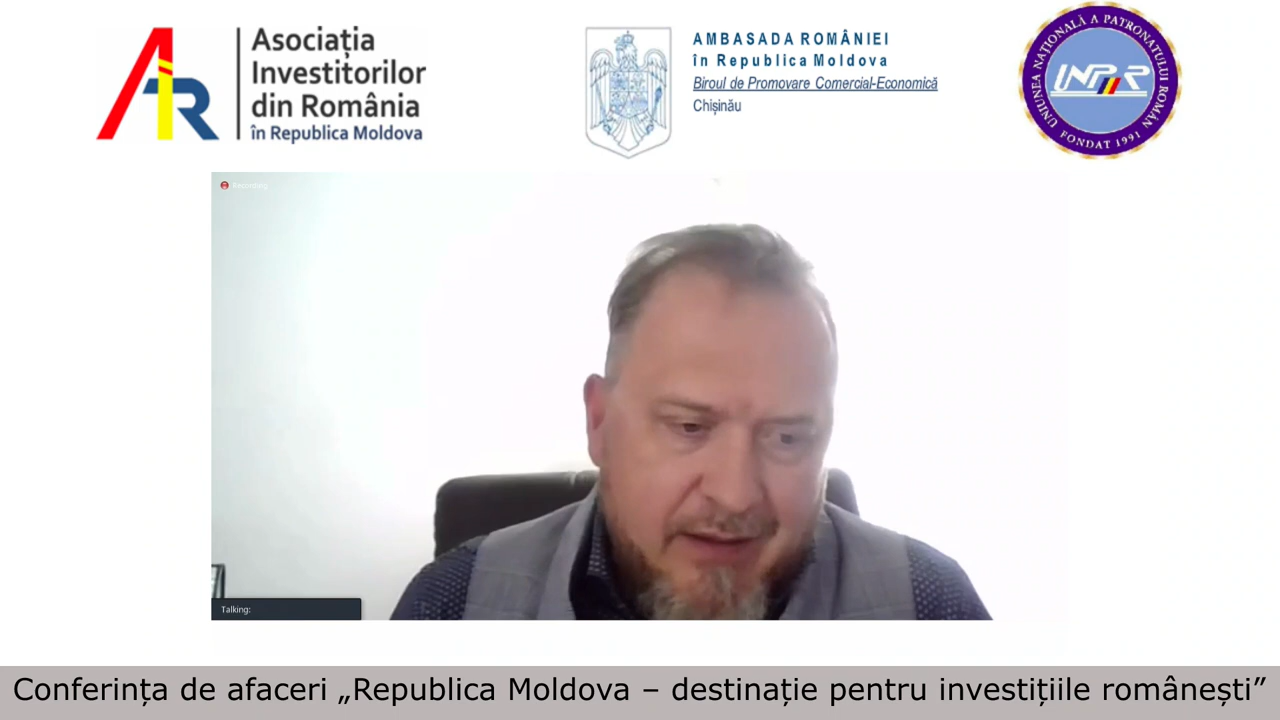 Asociația
Investitorilor
din România
în Republica Moldova
AMBASADA ROMÂNIEI
în Republica Moldova
Biroul de Promovare Comercial-Economică
Chișinău
UNIUNEA NAȚIONALĂ A PATRONATULUI ROMÂN
UNPR
FONDAT 1991
Recording
Talking:
Conferința de afaceri „Republica Moldova – destinație pentru investițiile românești”